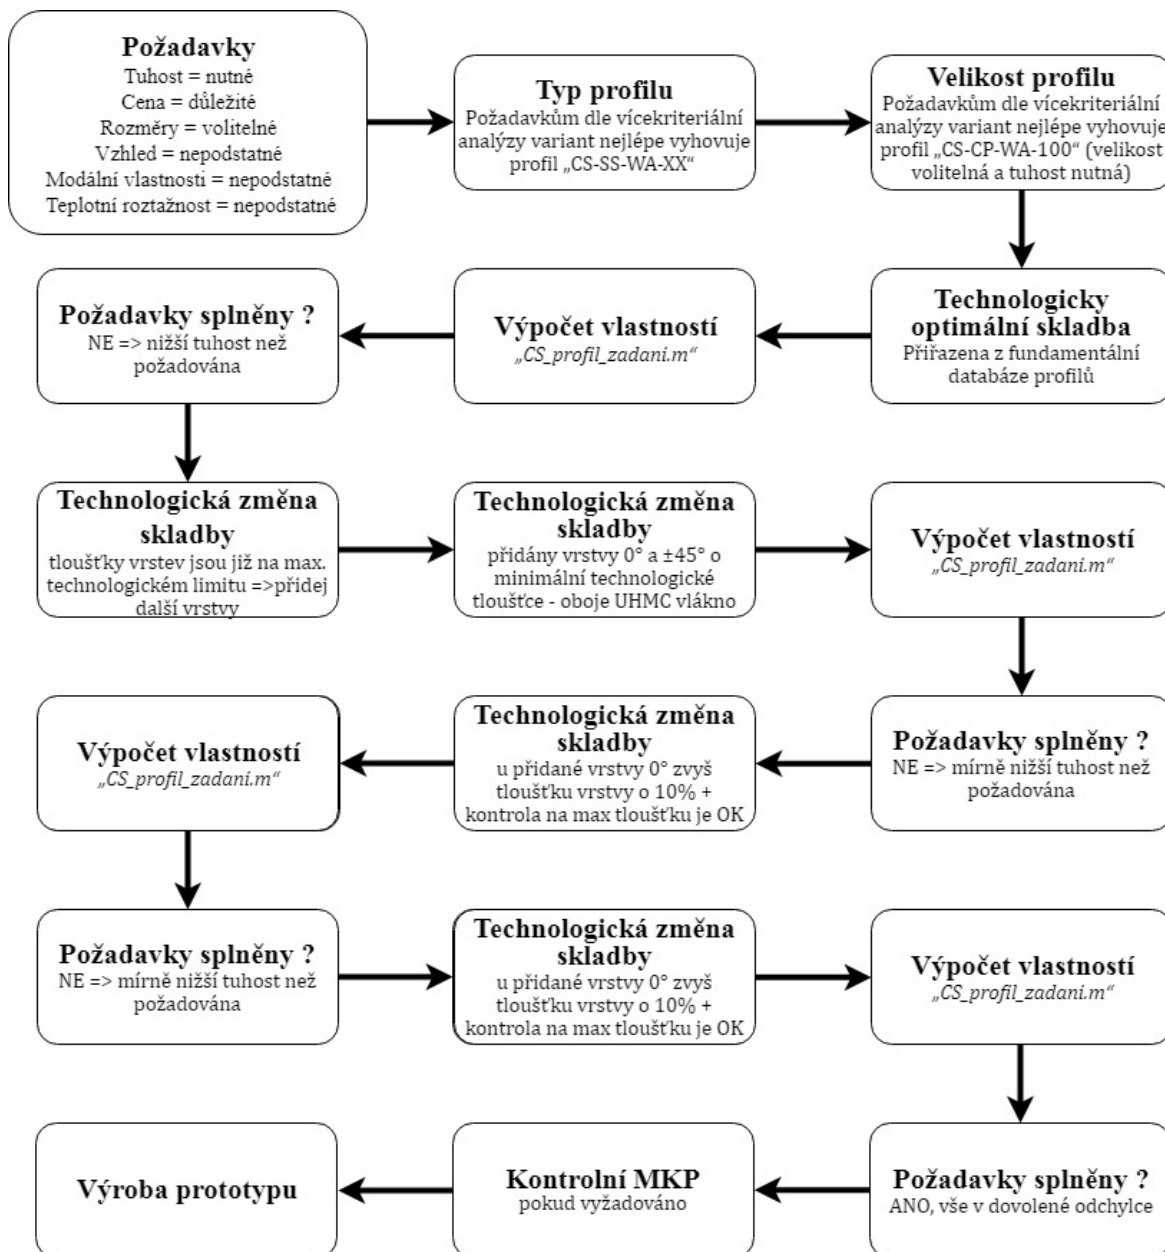 Požadavky
Tuhost = nutné
Cena = důležité
Rozměry = volitelné
Vzhled = nepodstatné
Modální vlastnosti = nepodstatné
Teplotní roztažnost = nepodstatné
Typ profilu
Požadavkům dle vícekriteriální
analýzy variant nejlépe vyhovuje
profil „CS-SS-WA-XX“
Velikost profilu
Požadavkům dle vícekriteriální
analýzy variant nejlépe vyhovuje
profil „CS-CP-WA-100“ (velikost
volitelná a tuhost nutná)
Technologicky
optimální skladba
Přiřazena z fundamentální
databáze profilů
Výpočet vlastností
„CS_profil_zadani.m“
Požadavky splněny ?
NE => nižší tuhost než
požadována
Technologická změna
skladby
tloušťky vrstev jsou již na max.
technologickém limitu =>přidej
další vrstvy
Technologická změna
skladby
přidány vrstvy 0° a ±45° o
minimální technologické
tloušťce - oboje UHMC vlákno
Výpočet vlastností
„CS_profil_zadani.m“
Požadavky splněny ?
NE => mírně nižší tuhost než
požadována
Technologická změna
skladby
u přidané vrstvy 0° zvyš
tloušťku vrstvy o 10% +
kontrola na max tloušťku je OK
Výpočet vlastností
„CS_profil_zadani.m“
Požadavky splněny ?
NE => mírně nižší tuhost než
požadována
Technologická změna
skladby
u přidané vrstvy 0° zvyš
tloušťku vrstvy o 10% +
kontrola na max tloušťku je OK
Výpočet vlastností
„CS_profil_zadani.m“
Požadavky splněny ?
ANO, vše v dovolené odchylce
Kontrolní MKP
pokud vyžadováno
Výroba prototypu